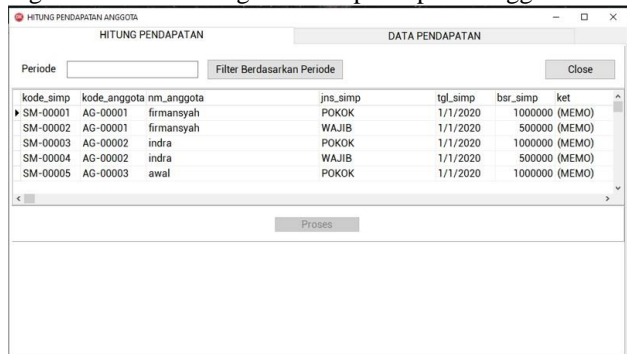 HITUNG PENDAPATAN ANGGOTA
HITUNG PENDAPATAN DATA PENDAPATAN
Periode Filter Berdasarkan Periode Close
kode_simp kode_anggota nm_anggota jns_simp tgl_simp bsr_simp ket
SM-00001 AG-00001 firmansyah POKOK 1/1/2020 1000000 (MEMO)
SM-00002 AG-00001 firmansyah WAJIB 1/1/2020 500000 (MEMO)
SM-00003 AG-00002 indra POKOK 1/1/2020 1000000 (MEMO)
SM-00004 AG-00002 indra WAJIB 1/1/2020 500000 (MEMO)
SM-00005 AG-00003 awal POKOK 1/1/2020 1000000 (MEMO)
Proses